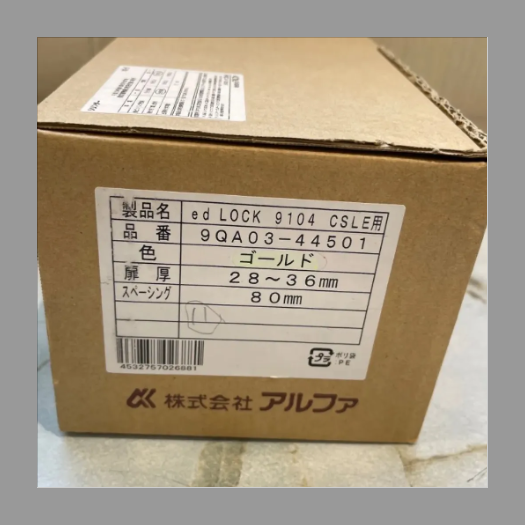 製品名 ed LOCK 9104 CSLE用
品番 9QA03-44501
色 ゴールド
扉厚 28～36㎜
スペーシング 80㎜
プラ ポリ袋
PE
4532757026881
株式会社アルファ